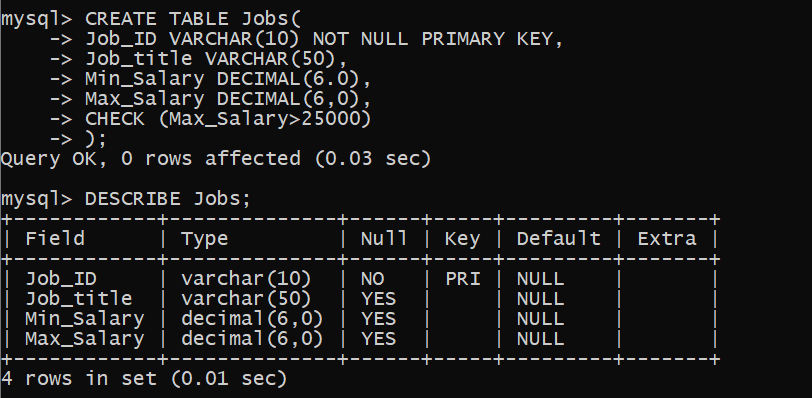 mysql> CREATE TABLE Jobs(
    -> Job_ID VARCHAR(10) NOT NULL PRIMARY KEY,
    -> Job_title VARCHAR(50),
    -> Min_Salary DECIMAL(6.0),
    -> Max_Salary DECIMAL(6,0),
    -> CHECK (Max_Salary>25000)
    -> );
Query OK, 0 rows affected (0.03 sec)

mysql> DESCRIBE Jobs;
+------------+--------------+------+-----+---------+-------+
| Field      | Type         | Null | Key | Default | Extra |
+------------+--------------+------+-----+---------+-------+
| Job_ID     | varchar(10)  | NO   | PRI | NULL    |       |
| Job_title  | varchar(50)  | YES  |     | NULL    |       |
| Min_Salary | decimal(6,0) | YES  |     | NULL    |       |
| Max_Salary | decimal(6,0) | YES  |     | NULL    |       |
+------------+--------------+------+-----+---------+-------+
4 rows in set (0.01 sec)